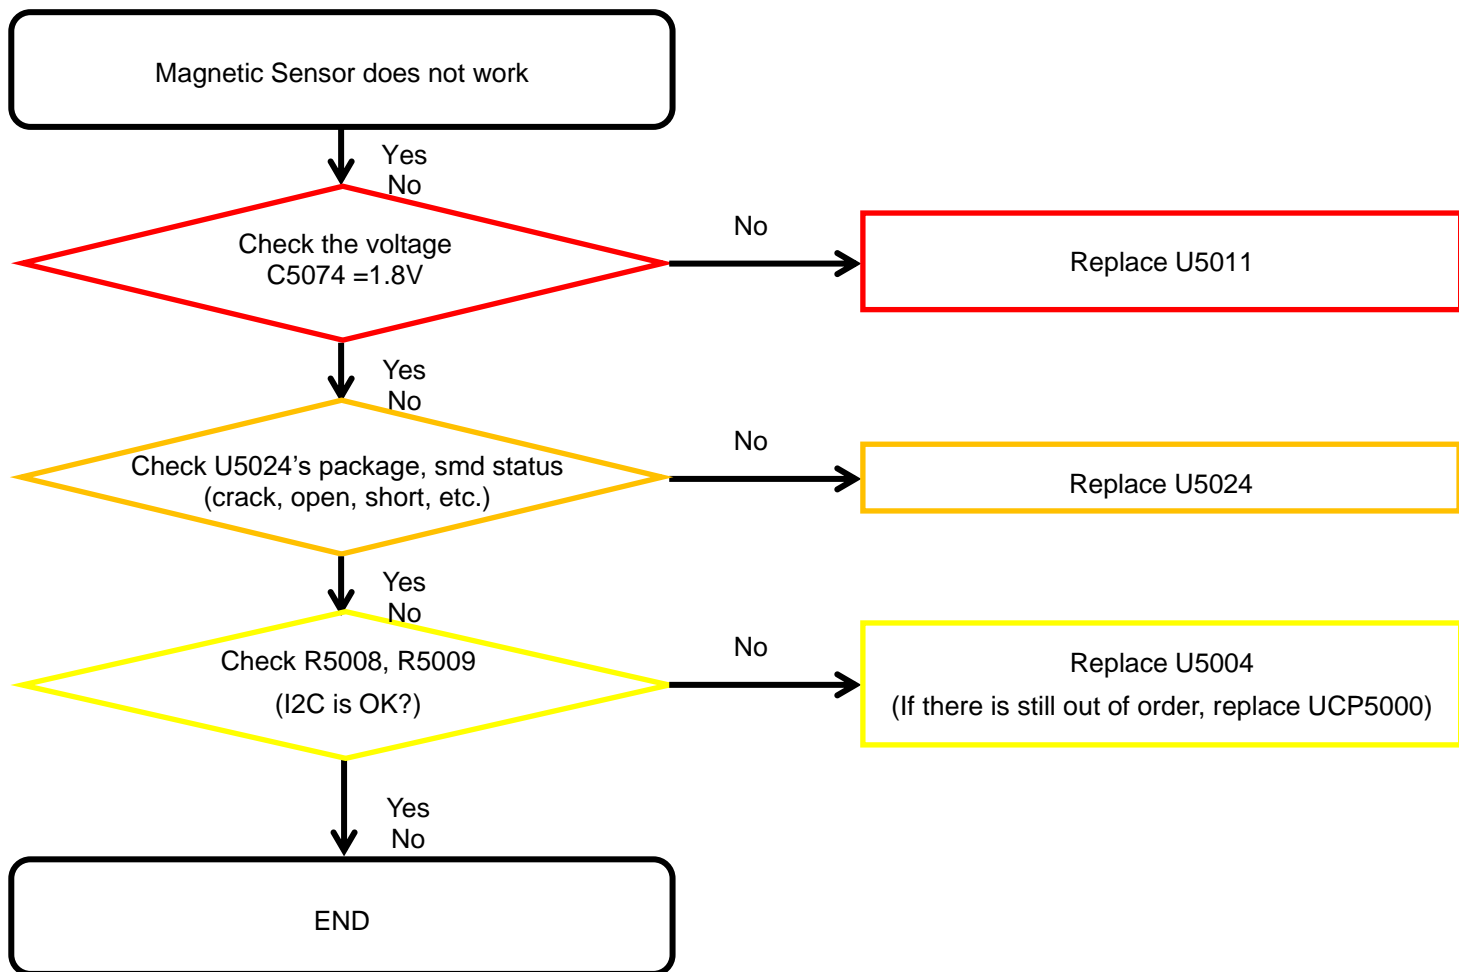 Magnetic Sensor does not work
Yes
No
Check the voltage
C5074 =1.8V
No
Replace U5011
Yes
No
Check U5024’s package, smd status
(crack, open, short, etc.)
No
Replace U5024
Yes
No
Check R5008, R5009
(I2C is OK?)
No
Replace U5004
(If there is still out of order, replace UCP5000)
Yes
No
END